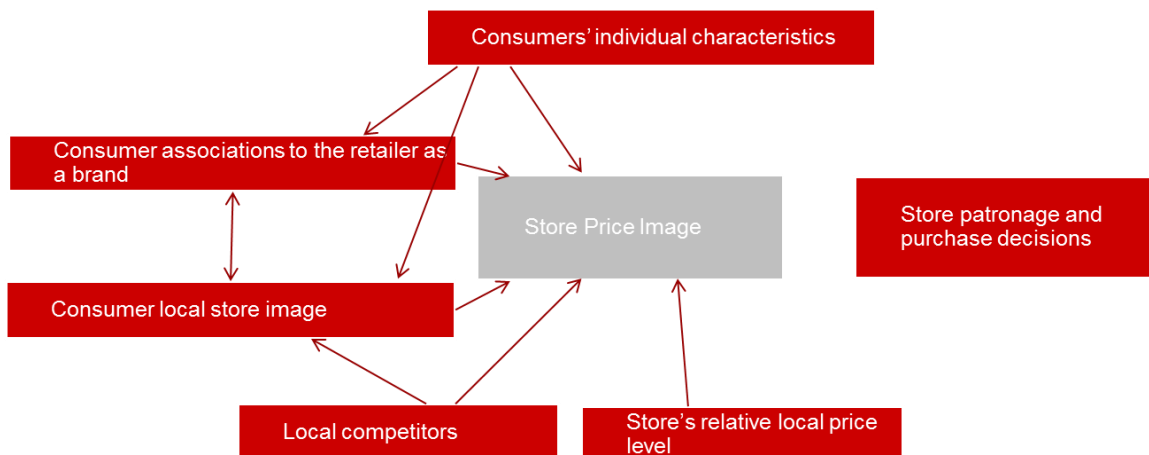 Consumers’ individual characteristics
Consumer associations to the retailer as
a brand
Store Price Image
Store patronage and
purchase decisions
Consumer local store image
Local competitors
Store’s relative local price
level